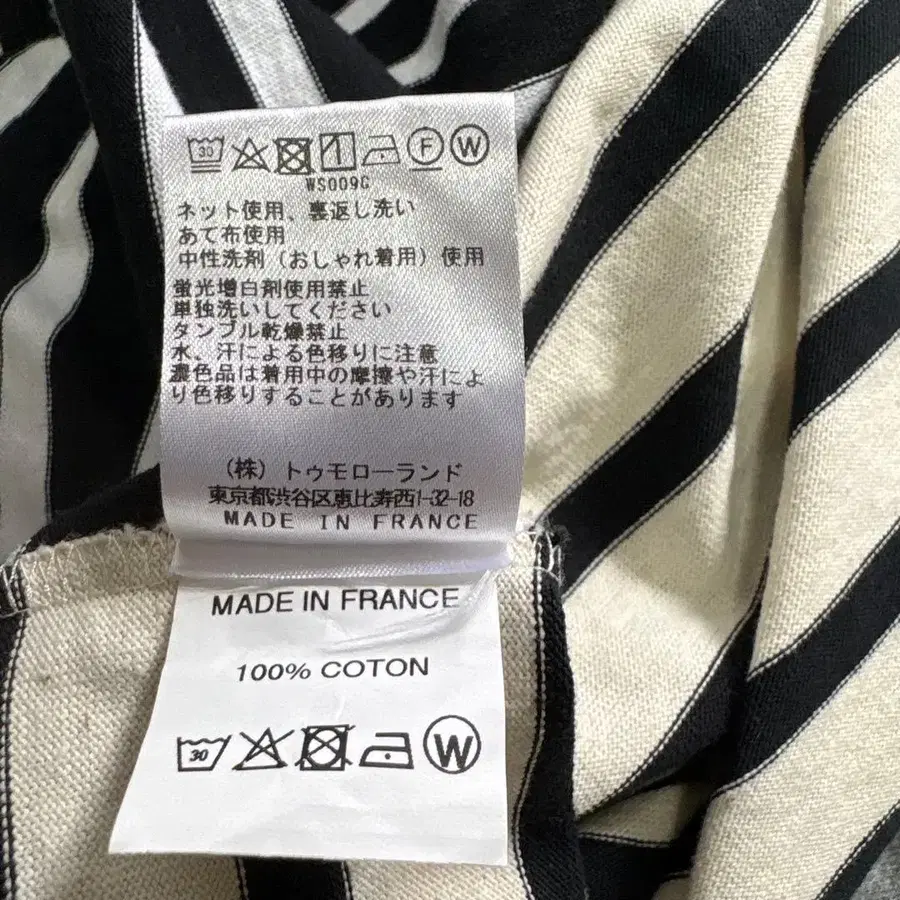 30 1 F W
WS009C
ネット使用、裏返し洗い
あて布使用
中性洗剤（おしゃれ着用）使用
蛍光増白剤使用禁止
単独洗いしてください
タンブル乾燥禁止
水、汗による色移りに注意
濃色品は着用中の摩擦や汗によ
り色移りすることがあります
（株）トゥモローランド
東京都渋谷区恵比寿西1-32-18
MADE IN FRANCE
MADE IN FRANCE
100% COTON
30 W